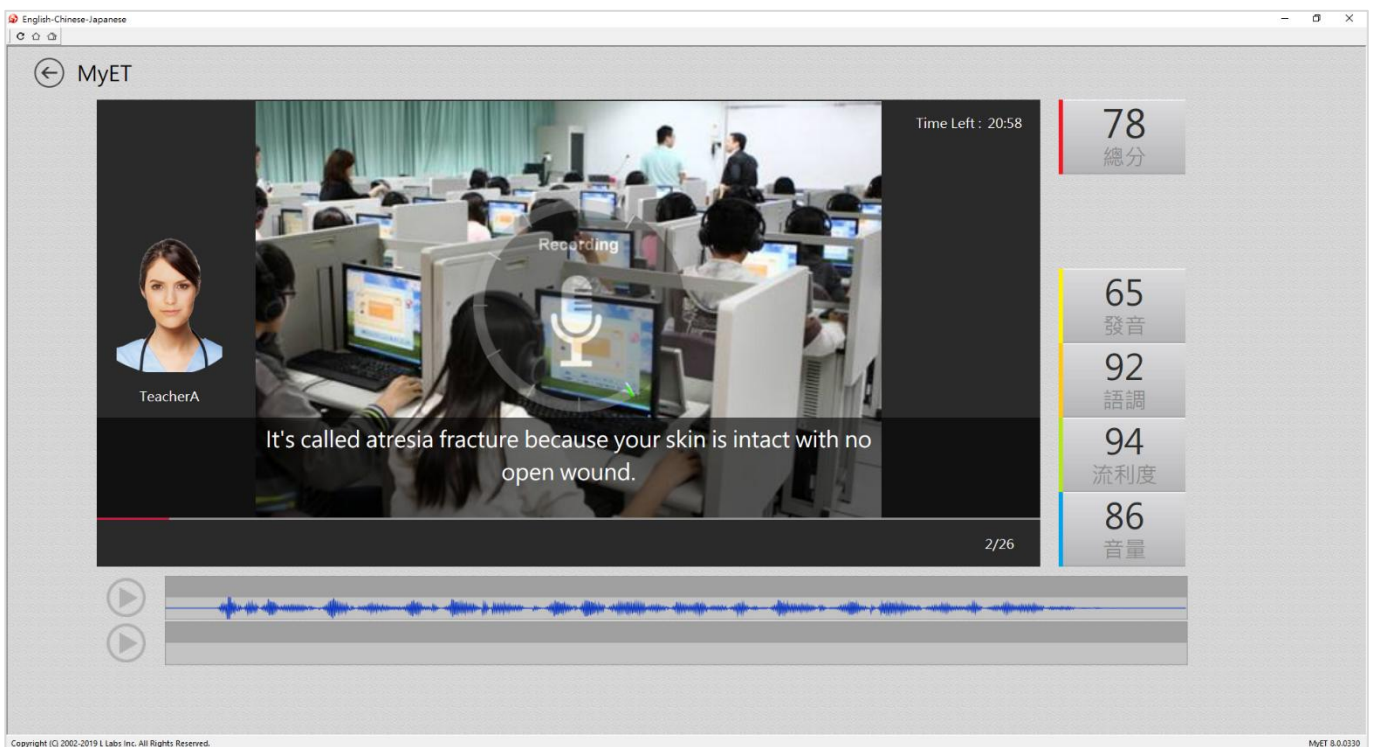 English-Chinese-Japanese
MyET
Time Left : 20:58
Recording
TeacherA
It's called atresia fracture because your skin is intact with no
open wound.
2/26
78
總分
65
發音
92
語調
94
流利度
86
音量
Copyright (C) 2002-2019 L Labs Inc. All Rights Reserved.
MyET 8.0.0330